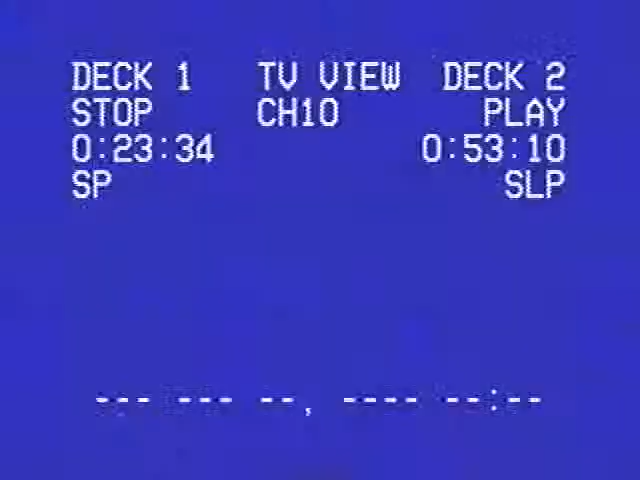 DECK 1 TV VIEW DECK 2
STOP CH10 PLAY
0:23:34 0:53:10
SP SLP
--- --- --, ---- --:--